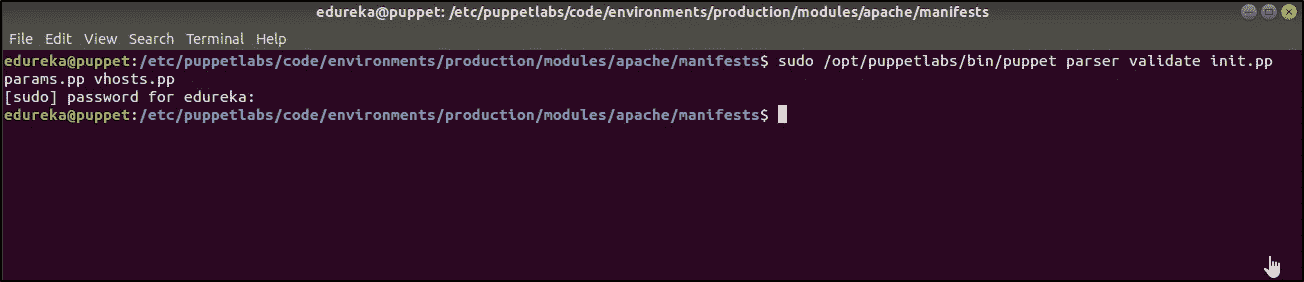 edureka@puppet: /etc/puppetlabs/code/environments/production/modules/apache/manifests
File Edit View Search Terminal Help
edureka@puppet:/etc/puppetlabs/code/environments/production/modules/apache/manifests$ sudo /opt/puppetlabs/bin/puppet parser validate init.pp
params.pp vhosts.pp
[sudo] password for edureka:
edureka@puppet:/etc/puppetlabs/code/environments/production/modules/apache/manifests$